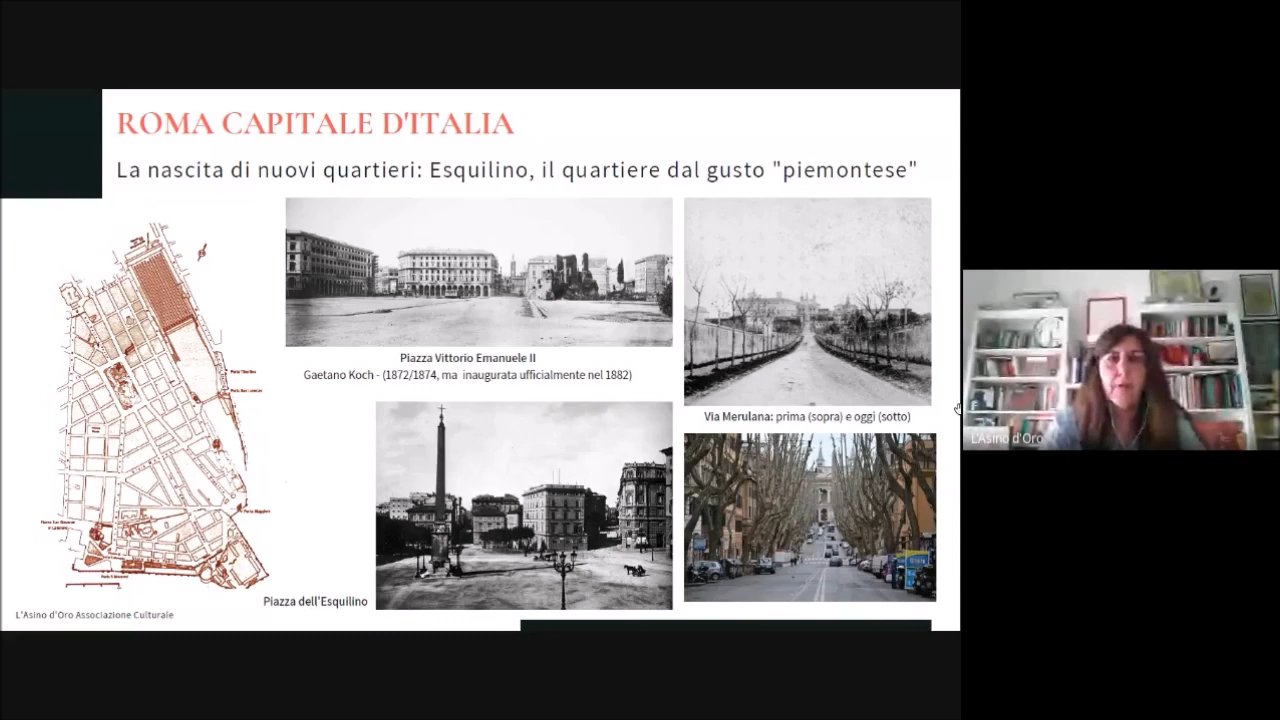 ROMA CAPITALE D'ITALIA
La nascita di nuovi quartieri: Esquilino, il quartiere dal gusto "piemontese"
Piazza Vittorio Emanuele II
Gaetano Koch - (1872/1874, ma inaugurata ufficialmente nel 1882)
Via Merulana: prima (sopra) e oggi (sotto)
Porta Maggiore
Piazza dell'Esquilino
L'Asino d'Oro Associazione Culturale
L'Asino d'Oro